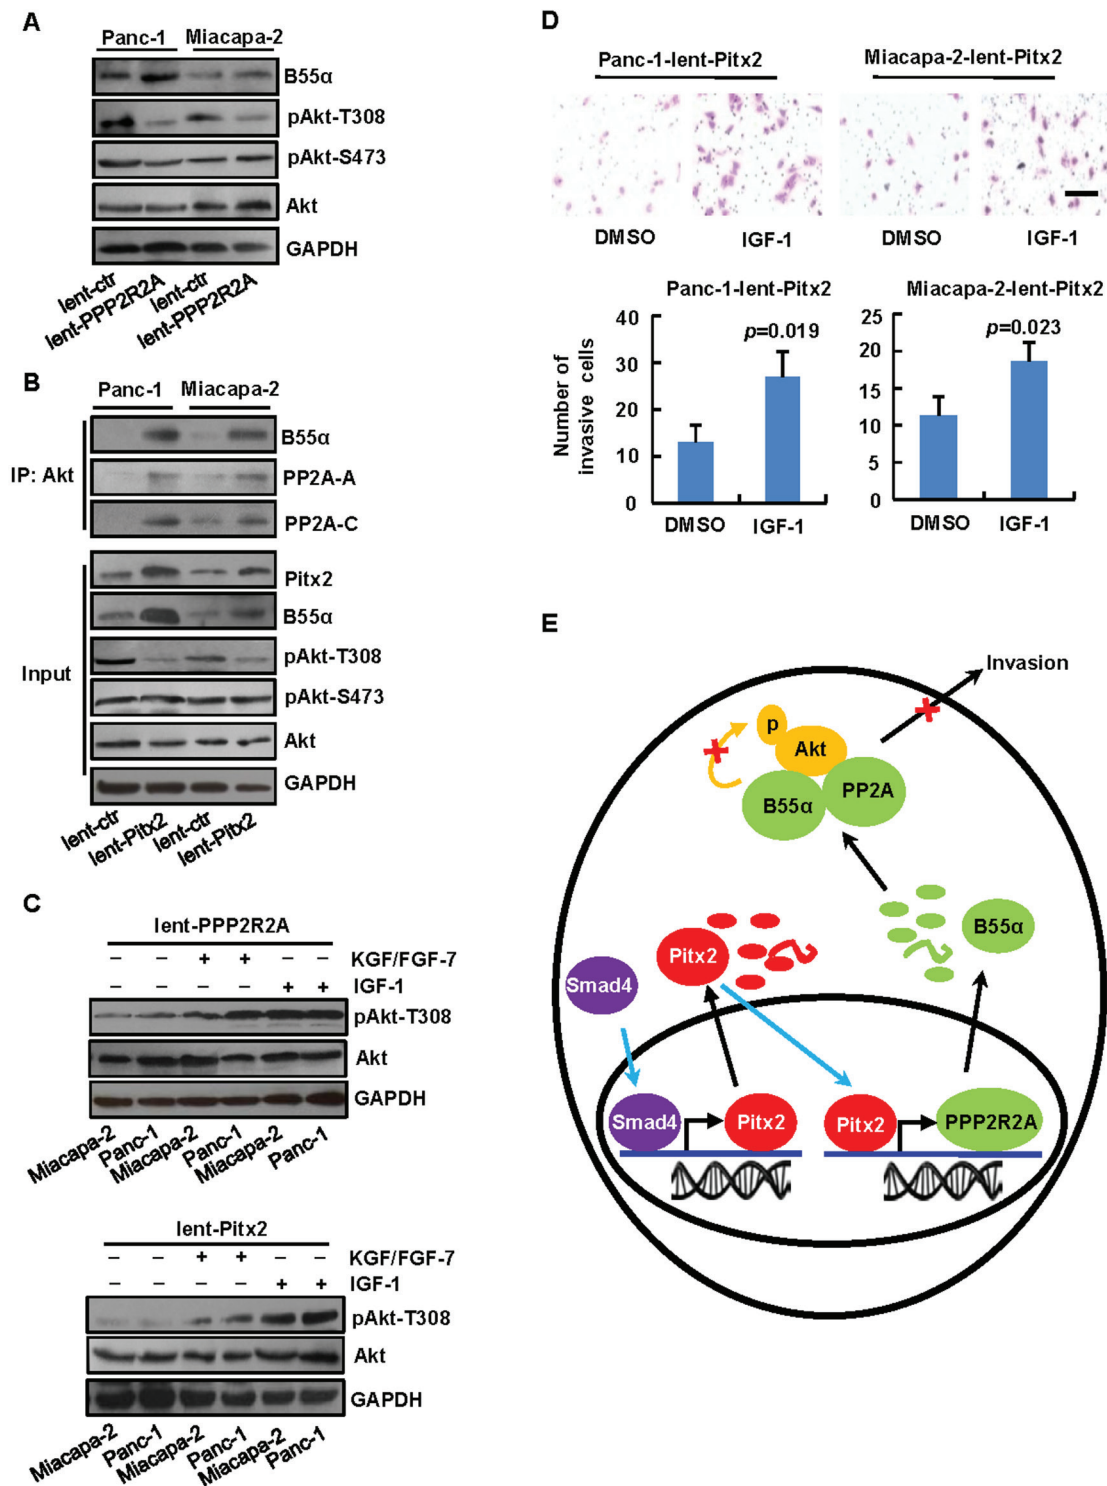 A
Panc-1 Miacapa-2
B55α
pAkt-T308
pAkt-S473
Akt
GAPDH
lent-ctr
lent-PPP2R2A
lent-ctr
lent-PPP2R2A
B
Panc-1 Miacapa-2
IP: Akt
B55α
PP2A-A
PP2A-C
Input
Pitx2
B55α
pAkt-T308
pAkt-S473
Akt
GAPDH
lent-ctr
lent-Pitx2
lent-ctr
lent-Pitx2
C
lent-PPP2R2A
– – + + – – KGF/FGF-7
– – – – + + IGF-1
pAkt-T308
Akt
GAPDH
Miacapa-2
Panc-1
Miacapa-2
Panc-1
Miacapa-2
Panc-1
lent-Pitx2
– – + + – – KGF/FGF-7
– – – – + + IGF-1
pAkt-T308
Akt
GAPDH
Miacapa-2
Panc-1
Miacapa-2
Panc-1
Miacapa-2
Panc-1
D
Panc-1-lent-Pitx2 Miacapa-2-lent-Pitx2
DMSO IGF-1 DMSO IGF-1
Panc-1-lent-Pitx2
Number of
invasive cells
40
30
20
10
0
p=0.019
DMSO IGF-1
Miacapa-2-lent-Pitx2
25
20
15
10
5
0
p=0.023
DMSO IGF-1
E
Invasion
p
Akt
B55α
PP2A
B55α
Pitx2
Smad4
Smad4
Pitx2
Pitx2
PPP2R2A